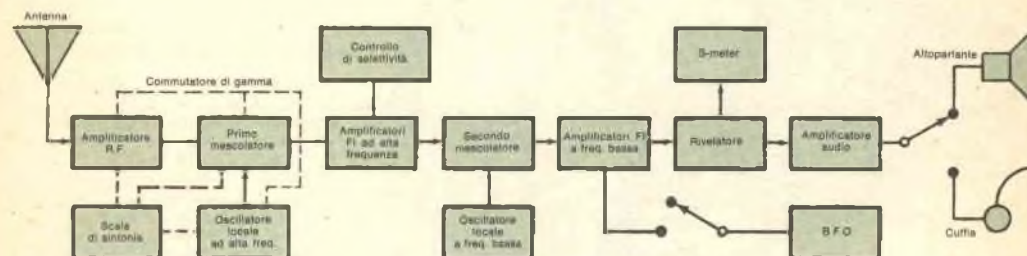 Antenna
Commutatore di gamma
Controllo
di selettività
S-meter
Altoparlante
Amplificatore
R.F.
Primo
mescolatore
Amplificatori
FI ad alta
frequenza
Secondo
mescolatore
Amplificatori FI
a freq. bassa
Rivelatore
Amplificatore
audio
Scala
di sintonia
Oscillatore
locale
ad alta freq.
Oscillatore
locale
a freq. bassa
B F O
Cuffia